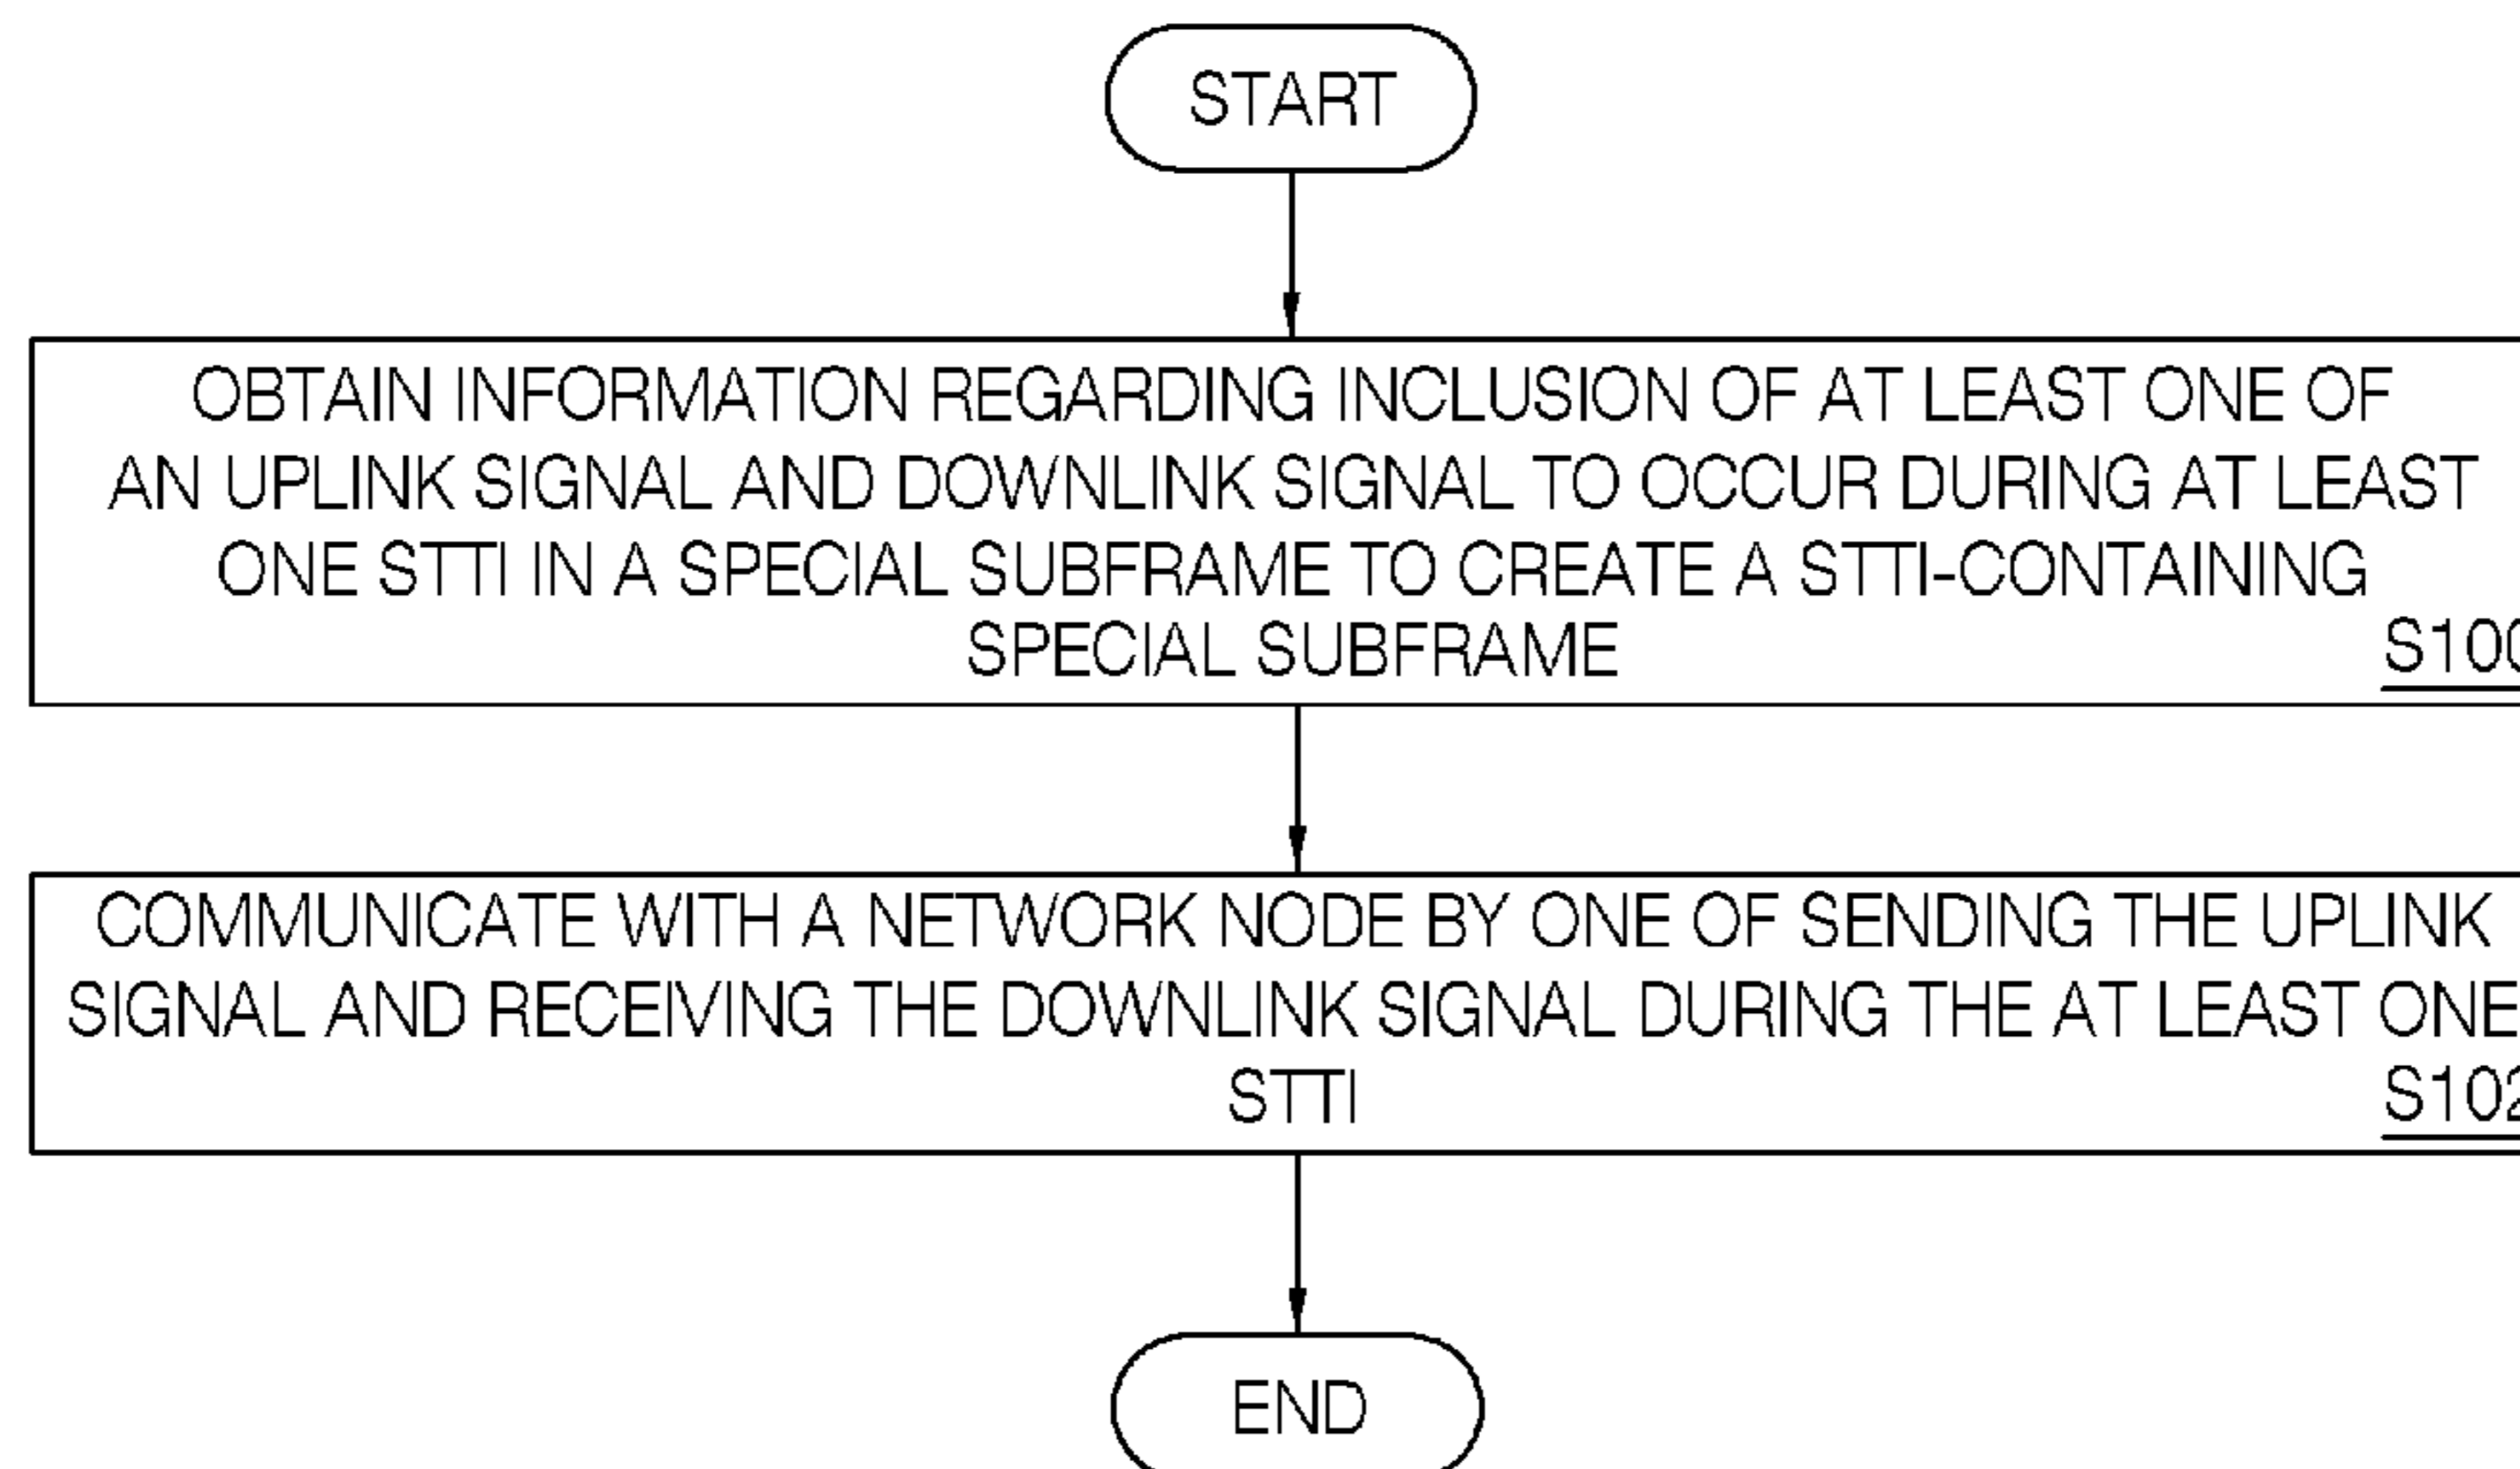 START
OBTAIN INFORMATION REGARDING INCLUSION OF AT LEAST ONE OF
AN UPLINK SIGNAL AND DOWNLINK SIGNAL TO OCCUR DURING AT LEAST
ONE STTI IN A SPECIAL SUBFRAME TO CREATE A STTI-CONTAINING
SPECIAL SUBFRAME
S100
COMMUNICATE WITH A NETWORK NODE BY ONE OF SENDING THE UPLINK
SIGNAL AND RECEIVING THE DOWNLINK SIGNAL DURING THE AT LEAST ONE
STTI
S102
END